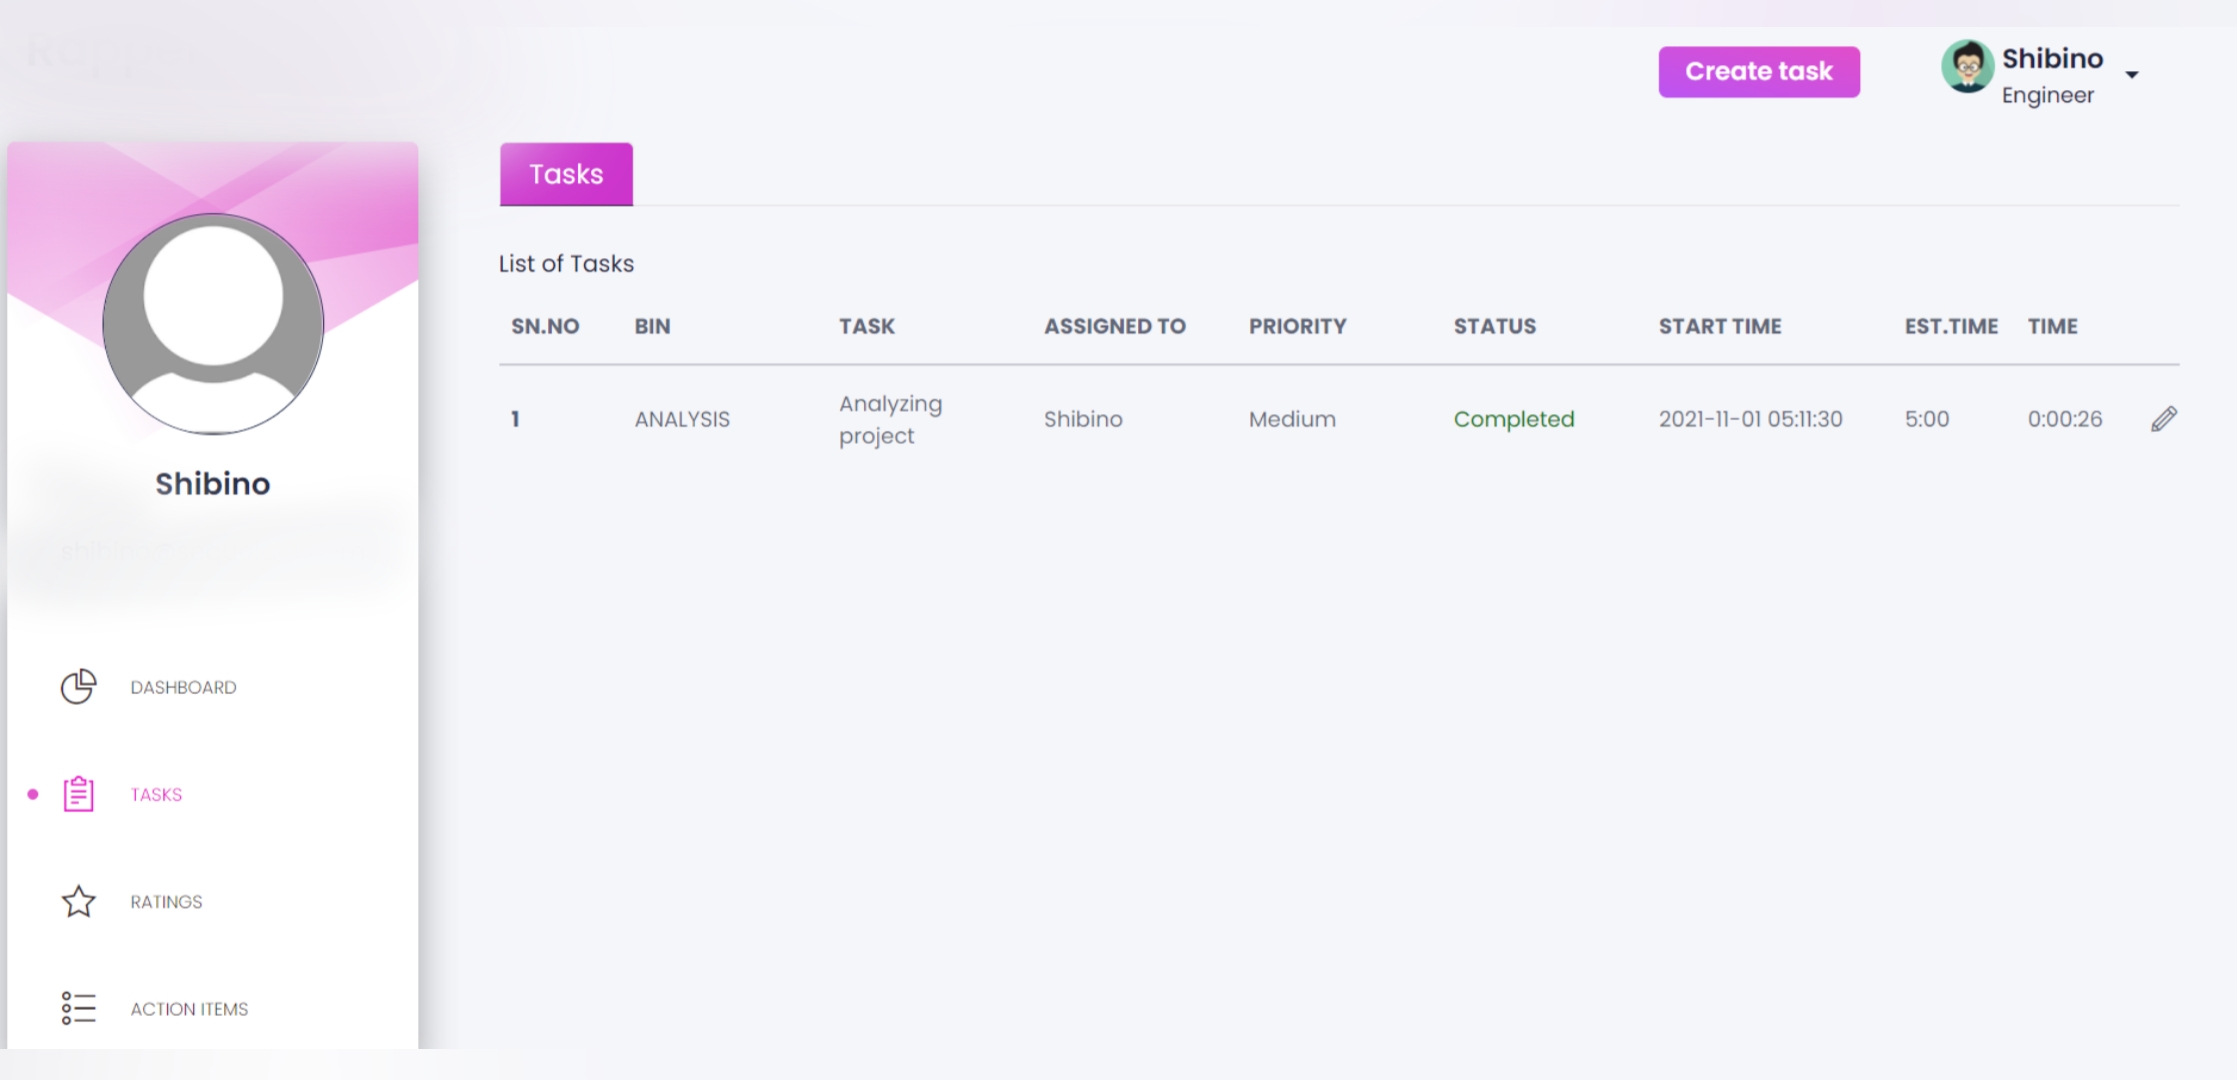 Create task
Shibino
Engineer
Tasks
List of Tasks
SN.NO BIN TASK ASSIGNED TO PRIORITY STATUS START TIME EST.TIME TIME
1 ANALYSIS Analyzing project Shibino Medium Completed 2021-11-01 05:11:30 5:00 0:00:26
Shibino
DASHBOARD
TASKS
RATINGS
ACTION ITEMS